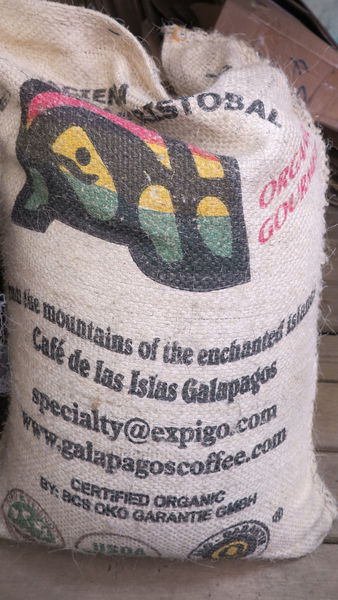 CRISTOBAL
ORGANIC
GOURMET
the mountains of the enchanted islands
Café de las Islas Galapagos
specialty@expigo.com
www.galapagoscoffee.com
CERTIFIED ORGANIC
BY: BCS OKO GARANTIE GMBH
USDA